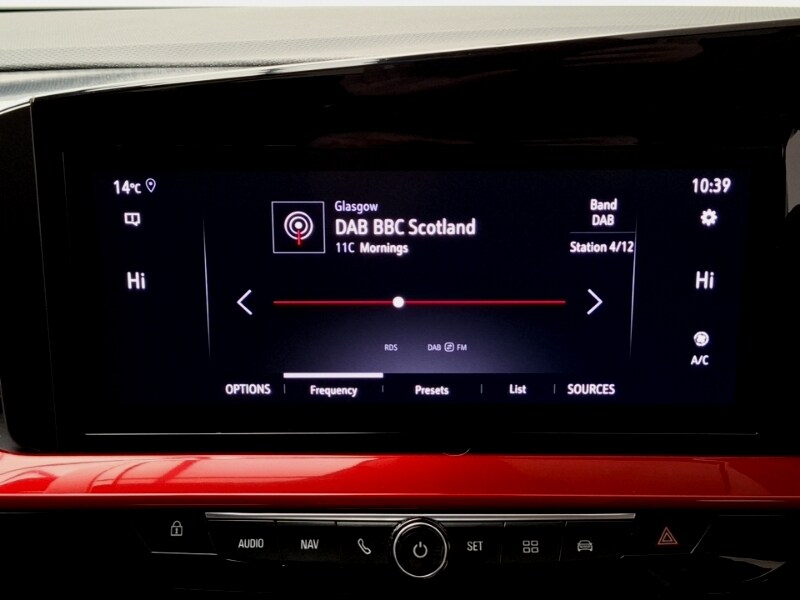 14°C
10:39
Glasgow
DAB BBC Scotland
11C Mornings
Band
DAB
Station 4/12
Hi
Hi
RDS DAB FM
A/C
OPTIONS Frequency Presets List SOURCES
AUDIO NAV SET